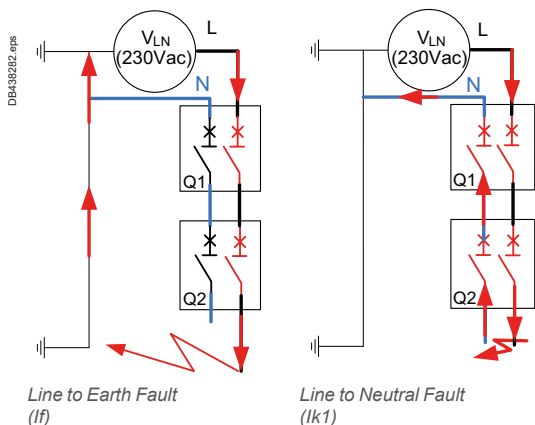 DB438282.eps
VLN
(230Vac)
L
N
Q1
Q2
Line to Earth Fault
(If)
VLN
(230Vac)
L
N
Q1
Q2
Line to Neutral Fault
(Ik1)